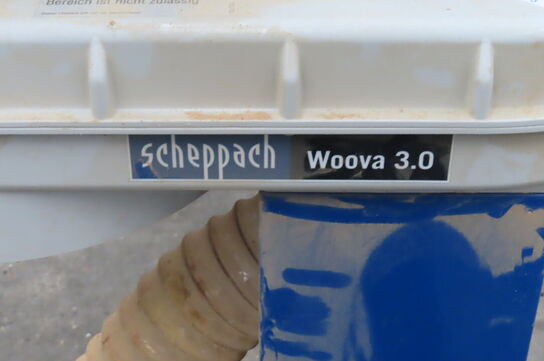 Bereich ist nicht zulässig
scheppach Woova 3.0